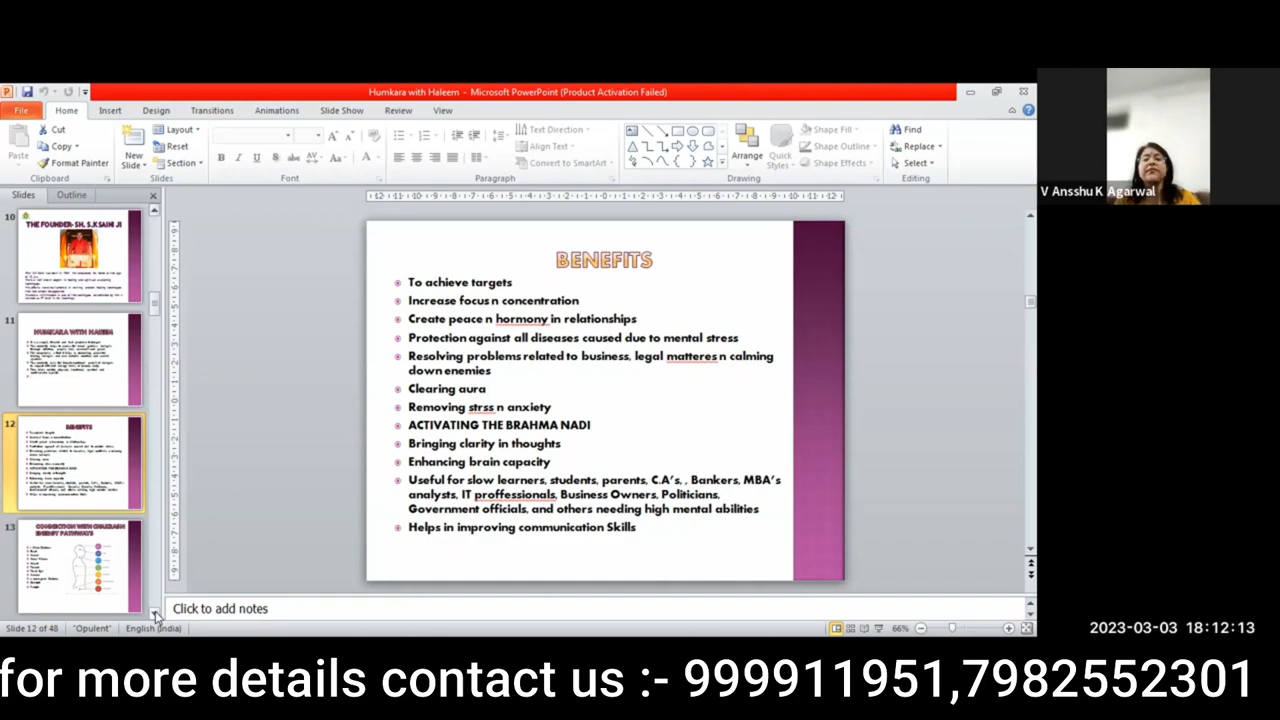 Humkara with Haleem - Microsoft PowerPoint (Product Activation Failed)
File Home Insert Design Transitions Animations Slide Show Review View
Paste
Cut
Copy
Format Painter
Clipboard
New Slide
Layout
Reset
Section
Slides
Font
Paragraph
Text Direction
Align Text
Convert to SmartArt
Arrange
Quick Styles
Shape Fill
Shape Outline
Shape Effects
Drawing
Find
Replace
Select
Editing
V Ansshu K Agarwal
Slides Outline
10
THE FOUNDER- SH. S.K SAINI JI
11
HUMKARA WITH HALEEM
12
BENEFITS
13
CONNECTION WITH CHAKRAS N
ENERGY PATHWAYS
BENEFITS
To achieve targets
Increase focus n concentration
Create peace n hormony in relationships
Protection against all diseases caused due to mental stress
Resolving problems related to business, legal matteres n calming
down enemies
Clearing aura
Removing strss n anxiety
ACTIVATING THE BRAHMA NADI
Bringing clarity in thoughts
Enhancing brain capacity
Useful for slow learners, students, parents, C.A's, , Bankers, MBA's
analysts, IT proffessionals, Business Owners, Politicians,
Government officials, and others needing high mental abilities
Helps in improving communication Skills
Click to add notes
Slide 12 of 48 "Opulent" English (India) 66%
2023-03-03 18:12:13
for more details contact us :- 999911951,7982552301